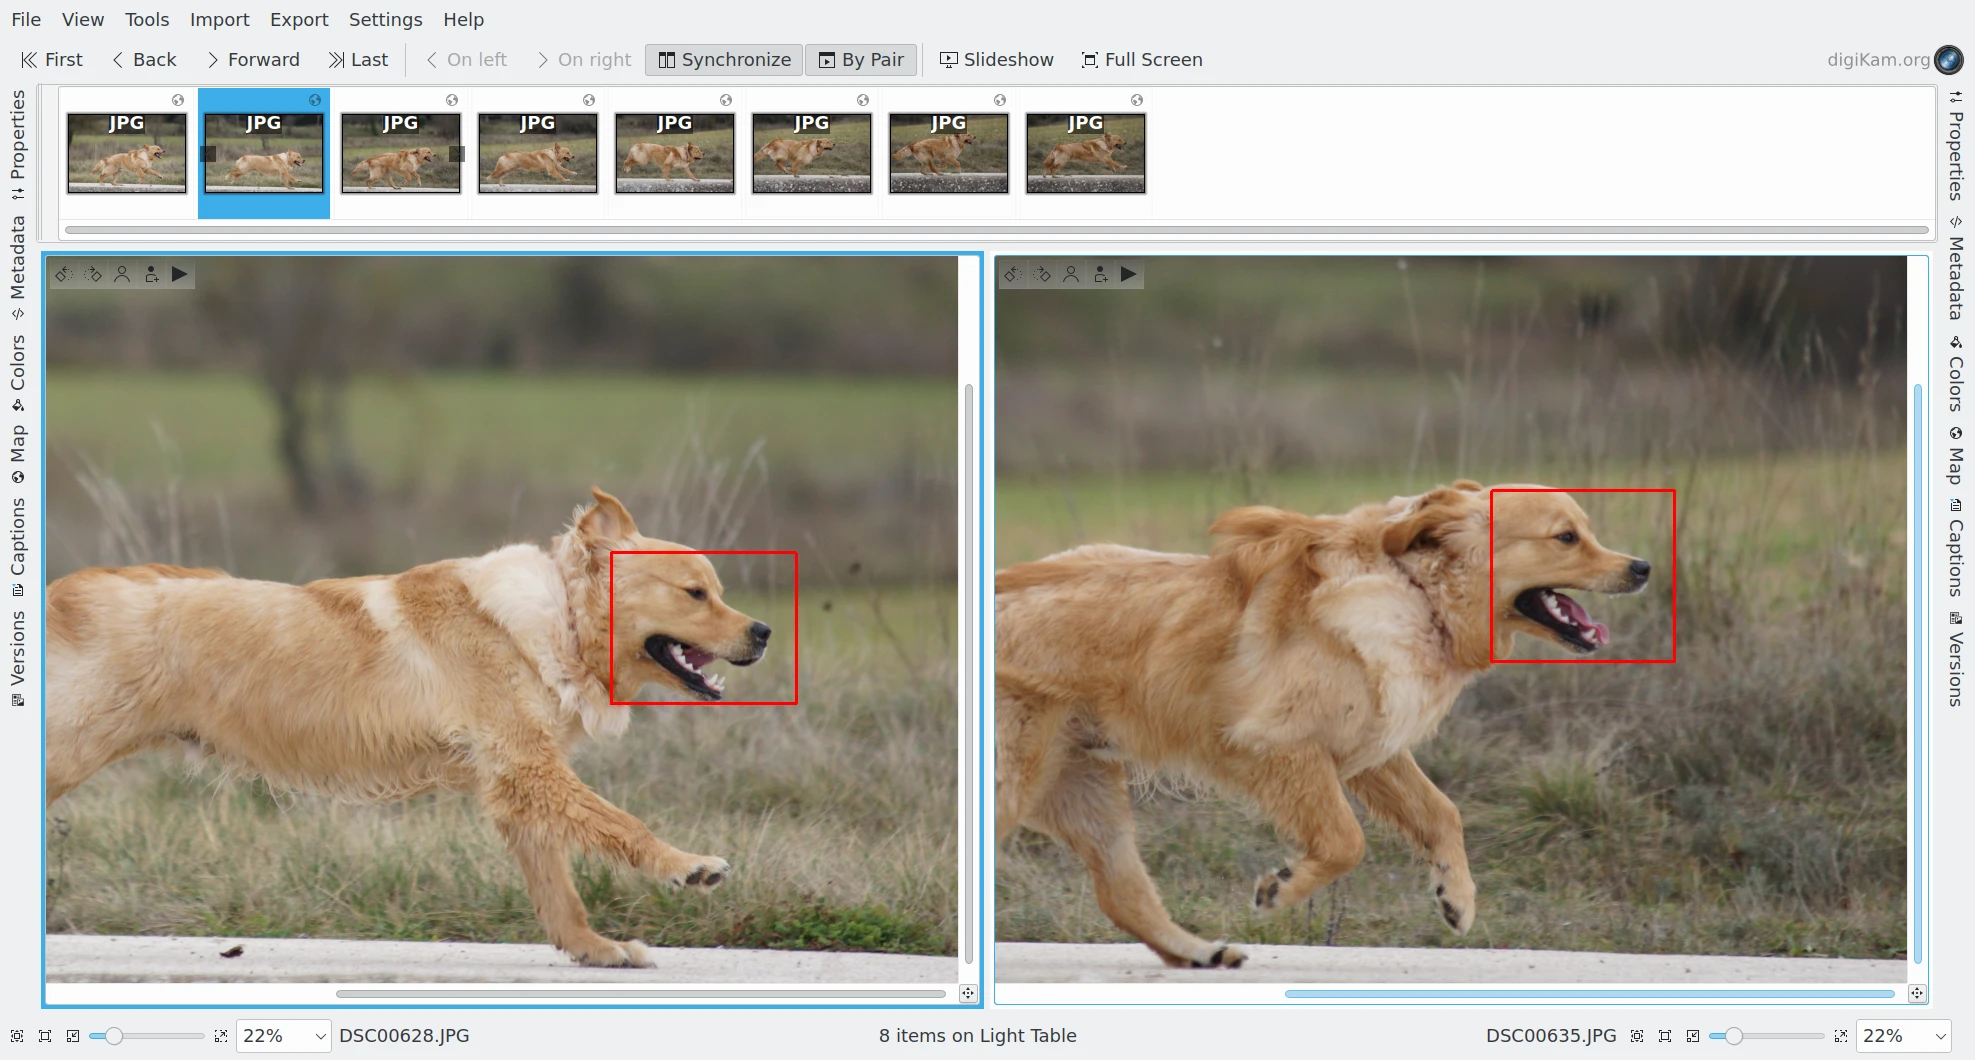 File View Tools Import Export Settings Help
First Back Forward Last On left On right Synchronize By Pair Slideshow Full Screen digiKam.org
JPG JPG JPG JPG JPG JPG JPG JPG
Properties
Metadata
Colors
Map
Captions
Versions
Properties
Metadata
Colors
Map
Captions
Versions
22% DSC00628.JPG 8 items on Light Table DSC00635.JPG 22%